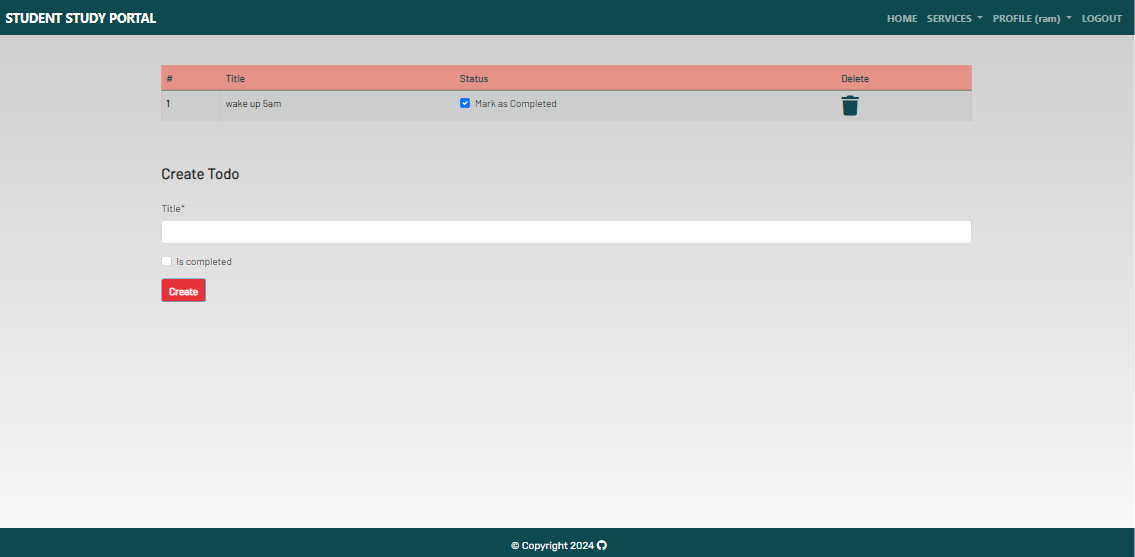 STUDENT STUDY PORTAL HOME SERVICES PROFILE (ram) LOGOUT
# Title Status Delete
1 wake up 5am Mark as Completed
Create Todo
Title*
Is completed
Create
© Copyright 2024